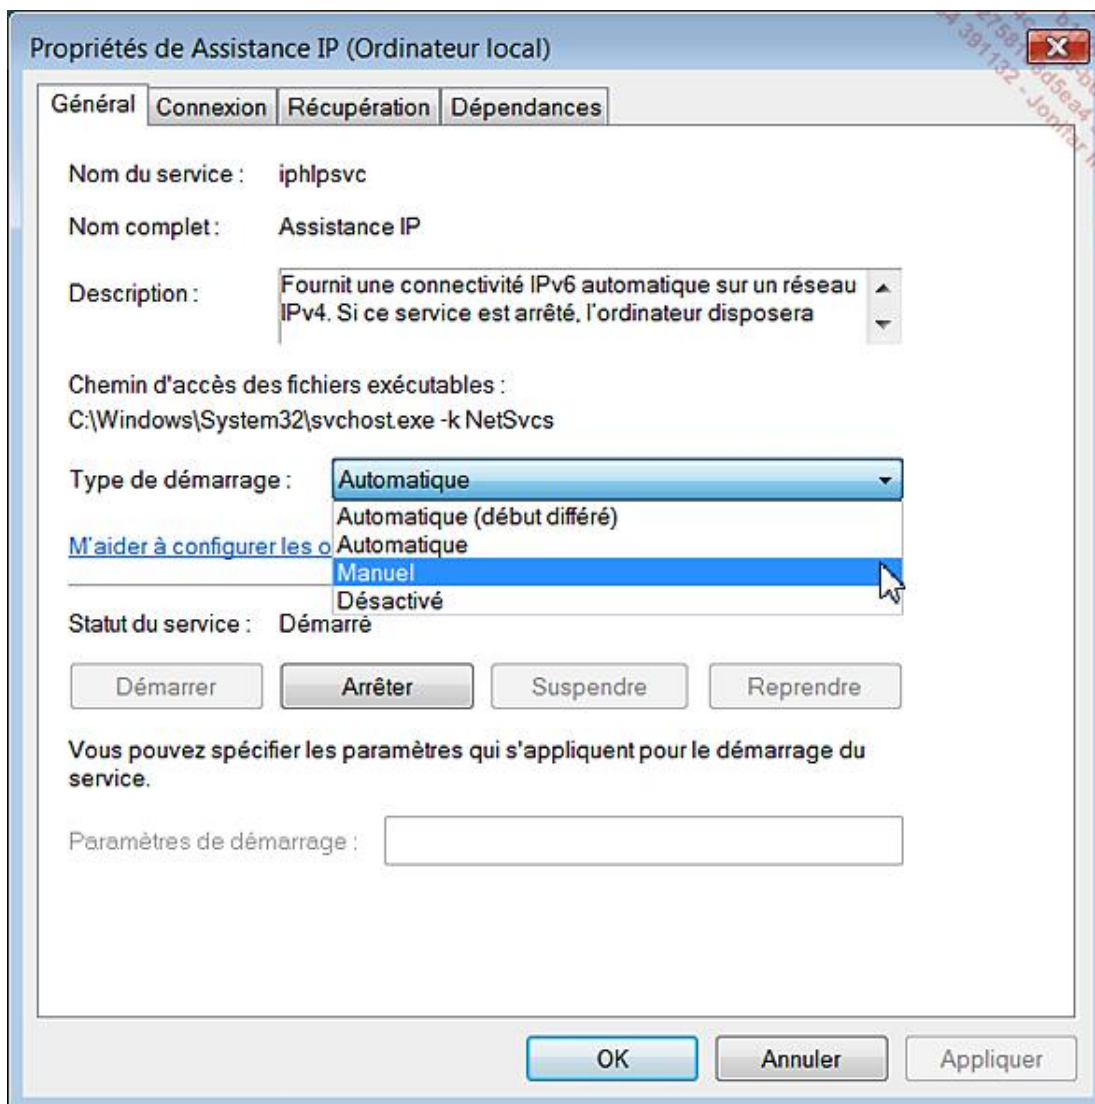 Propriétés de Assistance IP (Ordinateur local)
Général Connexion Récupération Dépendances
Nom du service : iphlpsvc
Nom complet : Assistance IP
Description : Fournit une connectivité IPv6 automatique sur un réseau
IPv4. Si ce service est arrêté, l'ordinateur disposera
Chemin d'accès des fichiers exécutables :
C:\Windows\System32\svchost.exe -k NetSvcs
Type de démarrage : Automatique
Automatique (début différé)
M'aider à configurer les o Automatique
Manuel
Désactivé
Statut du service : Démarré
Démarrer Arrêter Suspendre Reprendre
Vous pouvez spécifier les paramètres qui s'appliquent pour le démarrage du
service.
Paramètres de démarrage :
OK Annuler Appliquer